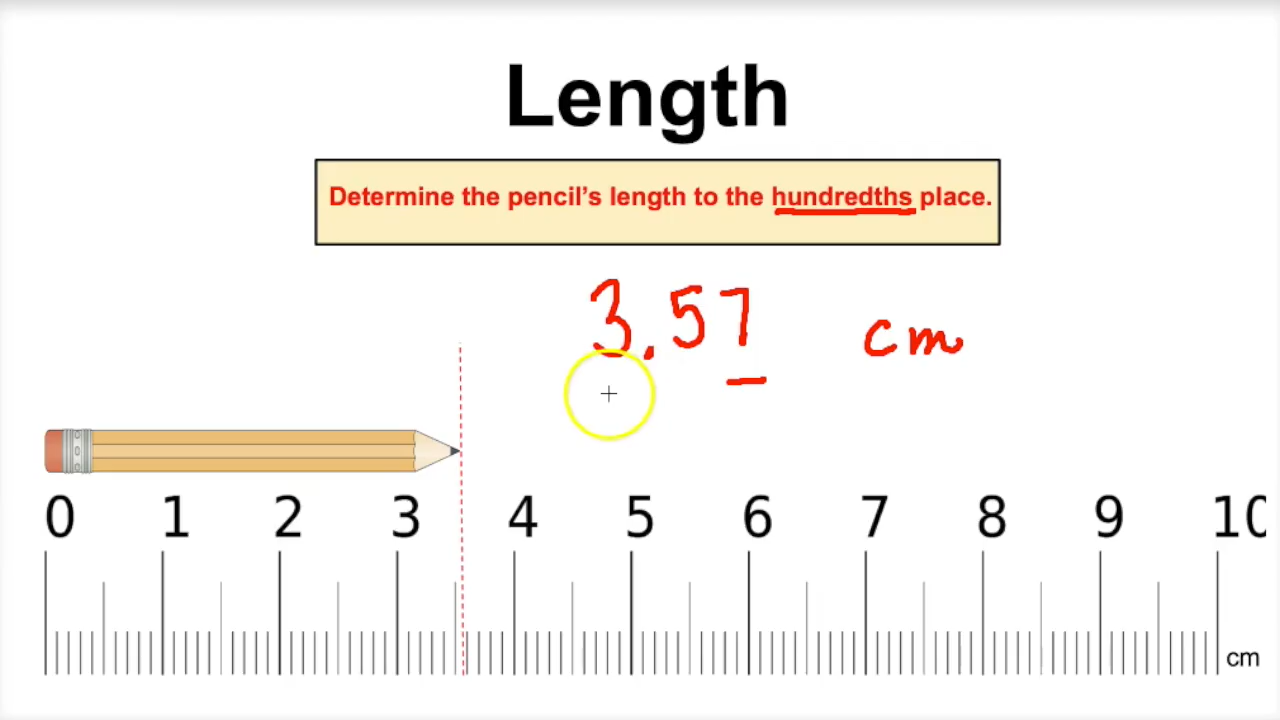 Length
Determine the pencil's length to the hundredths place.
3.57 cm
0 1 2 3 4 5 6 7 8 9 10
cm